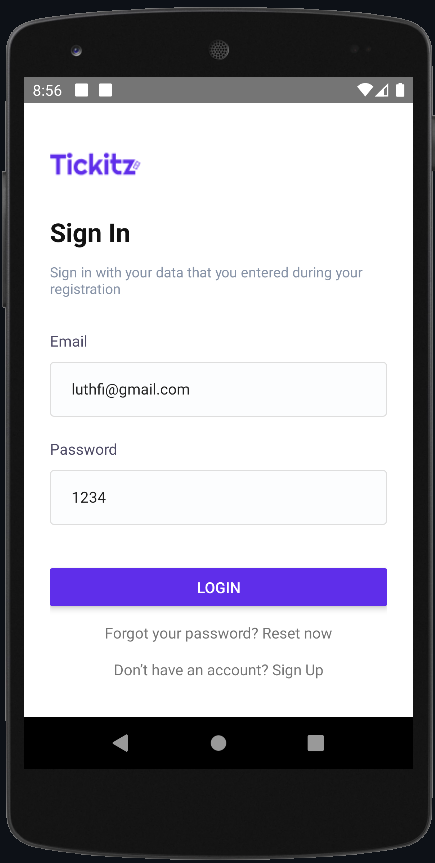 8:56
Tickitz
Sign In
Sign in with your data that you entered during your
registration
Email
luthfi@gmail.com
Password
1234
LOGIN
Forgot your password? Reset now
Don't have an account? Sign Up